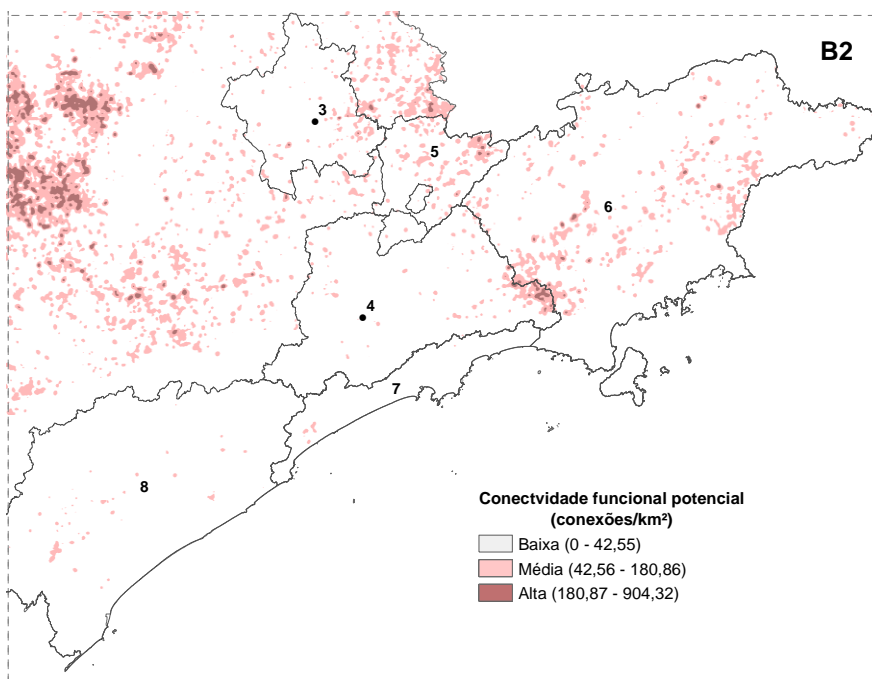 B2
3
5
6
4
7
8
Conectvidade funcional potencial
(conexões/km²)
Baixa (0 - 42,55)
Média (42,56 - 180,86)
Alta (180,87 - 904,32)